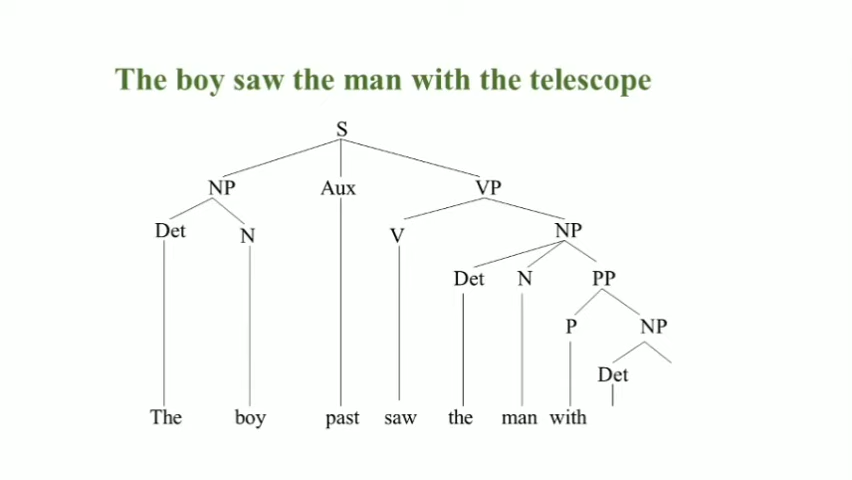 The boy saw the man with the telescope
S
NP Aux VP
Det N V NP
Det N PP
P NP
Det
The boy past saw the man with